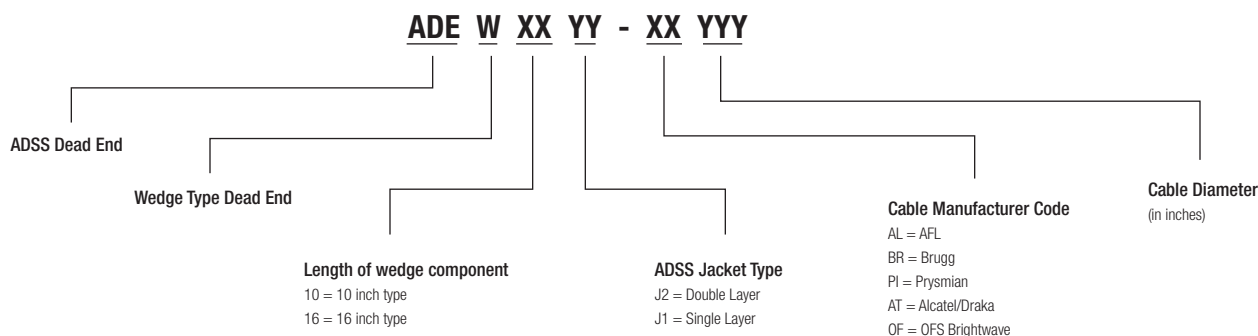 ADE W XX YY - XX YYY
ADSS Dead End
Wedge Type Dead End
Length of wedge component
10 = 10 inch type
16 = 16 inch type
ADSS Jacket Type
J2 = Double Layer
J1 = Single Layer
Cable Manufacturer Code
AL = AFL
BR = Brugg
PI = Prysmian
AT = Alcatel/Draka
OF = OFS Brightwave
Cable Diameter
(in inches)